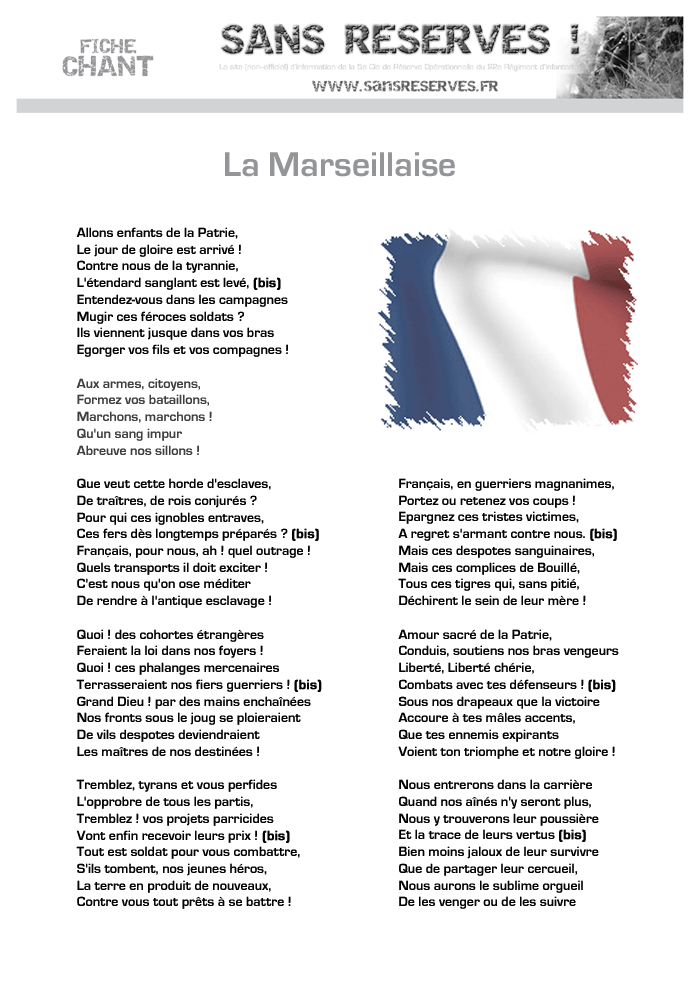 FICHE
CHANT
SANS RESERVES !
Le site (non-officiel) d'information de la 5e Cie de Réserve Opérationnelle du 92e Régiment d'Infanterie
WWW.SANSRESERVES.FR
La Marseillaise
Allons enfants de la Patrie,
Le jour de gloire est arrivé !
Contre nous de la tyrannie,
L'étendard sanglant est levé, (bis)
Entendez-vous dans les campagnes
Mugir ces féroces soldats ?
Ils viennent jusque dans vos bras
Egorger vos fils et vos compagnes !
Aux armes, citoyens,
Formez vos bataillons,
Marchons, marchons !
Qu'un sang impur
Abreuve nos sillons !
Que veut cette horde d'esclaves,
De traîtres, de rois conjurés ?
Pour qui ces ignobles entraves,
Ces fers dès longtemps préparés ? (bis)
Français, pour nous, ah ! quel outrage !
Quels transports il doit exciter !
C'est nous qu'on ose méditer
De rendre à l'antique esclavage !
Quoi ! des cohortes étrangères
Feraient la loi dans nos foyers !
Quoi ! ces phalanges mercenaires
Terrasseraient nos fiers guerriers ! (bis)
Grand Dieu ! par des mains enchaînées
Nos fronts sous le joug se ploieraient
De vils despotes deviendraient
Les maîtres de nos destinées !
Tremblez, tyrans et vous perfides
L'opprobre de tous les partis,
Tremblez ! vos projets parricides
Vont enfin recevoir leurs prix ! (bis)
Tout est soldat pour vous combattre,
S'ils tombent, nos jeunes héros,
La terre en produit de nouveaux,
Contre vous tout prêts à se battre !
Français, en guerriers magnanimes,
Portez ou retenez vos coups !
Epargnez ces tristes victimes,
A regret s'armant contre nous. (bis)
Mais ces despotes sanguinaires,
Mais ces complices de Bouillé,
Tous ces tigres qui, sans pitié,
Déchirent le sein de leur mère !
Amour sacré de la Patrie,
Conduis, soutiens nos bras vengeurs
Liberté, Liberté chérie,
Combats avec tes défenseurs ! (bis)
Sous nos drapeaux que la victoire
Accoure à tes mâles accents,
Que tes ennemis expirants
Voient ton triomphe et notre gloire !
Nous entrerons dans la carrière
Quand nos aînés n'y seront plus,
Nous y trouverons leur poussière
Et la trace de leurs vertus (bis)
Bien moins jaloux de leur survivre
Que de partager leur cercueil,
Nous aurons le sublime orgueil
De les venger ou de les suivre